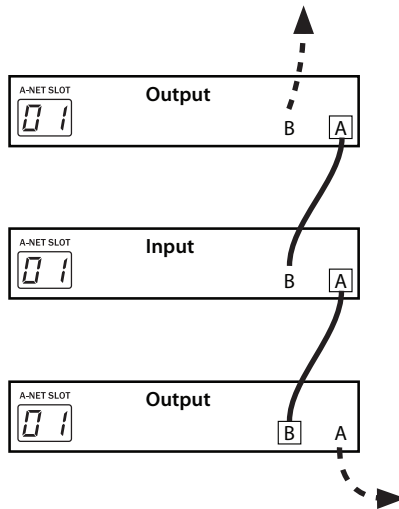 A-NET SLOT
01
Output
B A
A-NET SLOT
01
Input
B A
A-NET SLOT
01
Output
B A